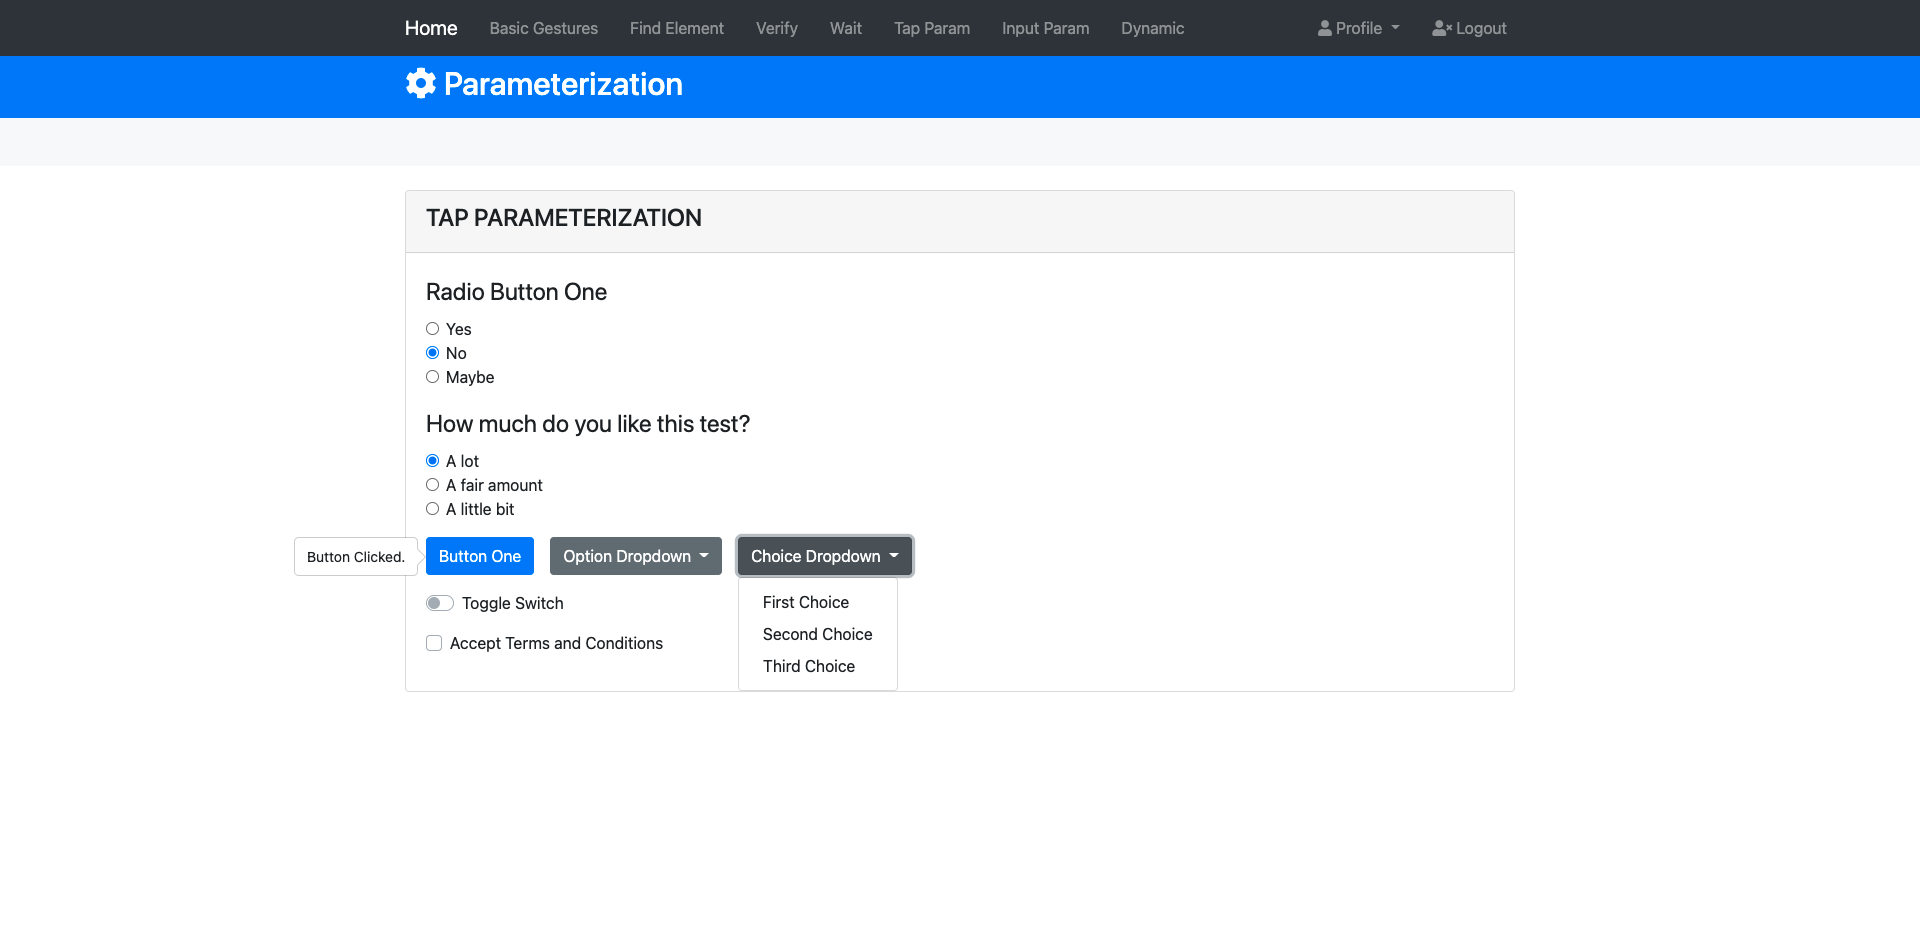 Home Basic Gestures Find Element Verify Wait Tap Param Input Param Dynamic Profile Logout
Parameterization
TAP PARAMETERIZATION
Radio Button One
Yes
No
Maybe
How much do you like this test?
A lot
A fair amount
A little bit
Button Clicked. Button One Option Dropdown Choice Dropdown
Toggle Switch
Accept Terms and Conditions
First Choice
Second Choice
Third Choice